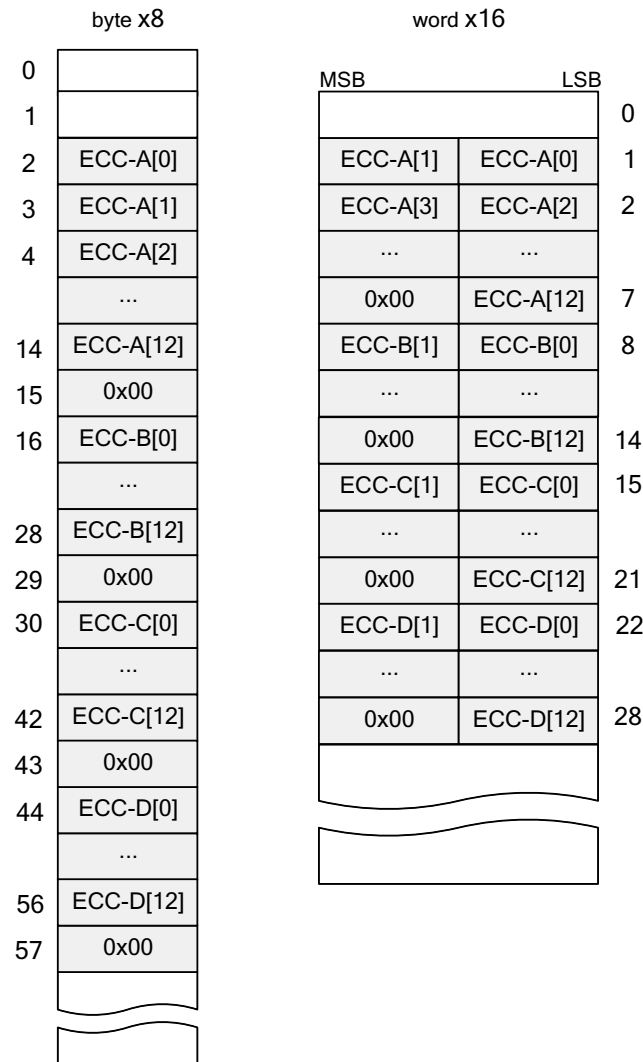 byte x8
0
1
2 ECC-A[0]
3 ECC-A[1]
4 ECC-A[2]
...
14 ECC-A[12]
15 0x00
16 ECC-B[0]
...
28 ECC-B[12]
29 0x00
30 ECC-C[0]
...
42 ECC-C[12]
43 0x00
44 ECC-D[0]
...
56 ECC-D[12]
57 0x00
word x16
MSB LSB
0
ECC-A[1] ECC-A[0] 1
ECC-A[3] ECC-A[2] 2
... ...
0x00 ECC-A[12] 7
ECC-B[1] ECC-B[0] 8
... ...
0x00 ECC-B[12] 14
ECC-C[1] ECC-C[0] 15
... ...
0x00 ECC-C[12] 21
ECC-D[1] ECC-D[0] 22
... ...
0x00 ECC-D[12] 28